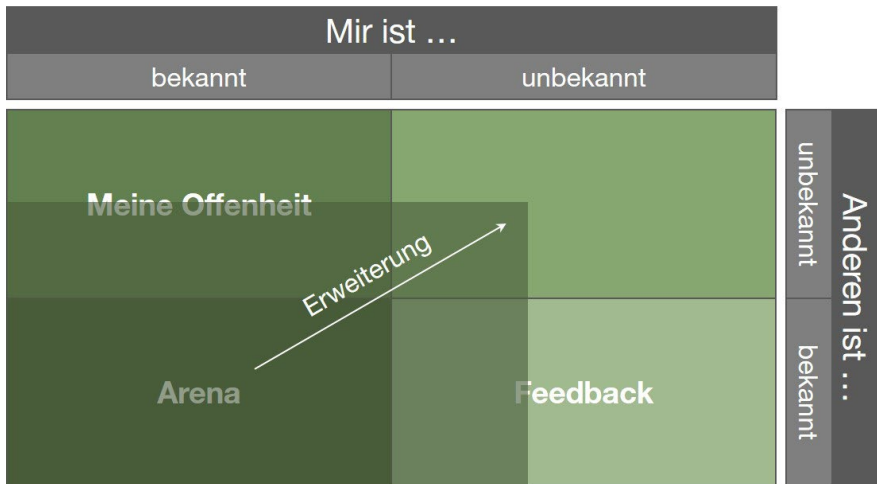 Mir ist …
bekannt
unbekannt
Meine Offenheit
unbekannt
Anderen ist …
Erweiterung
Arena
Feedback
bekannt